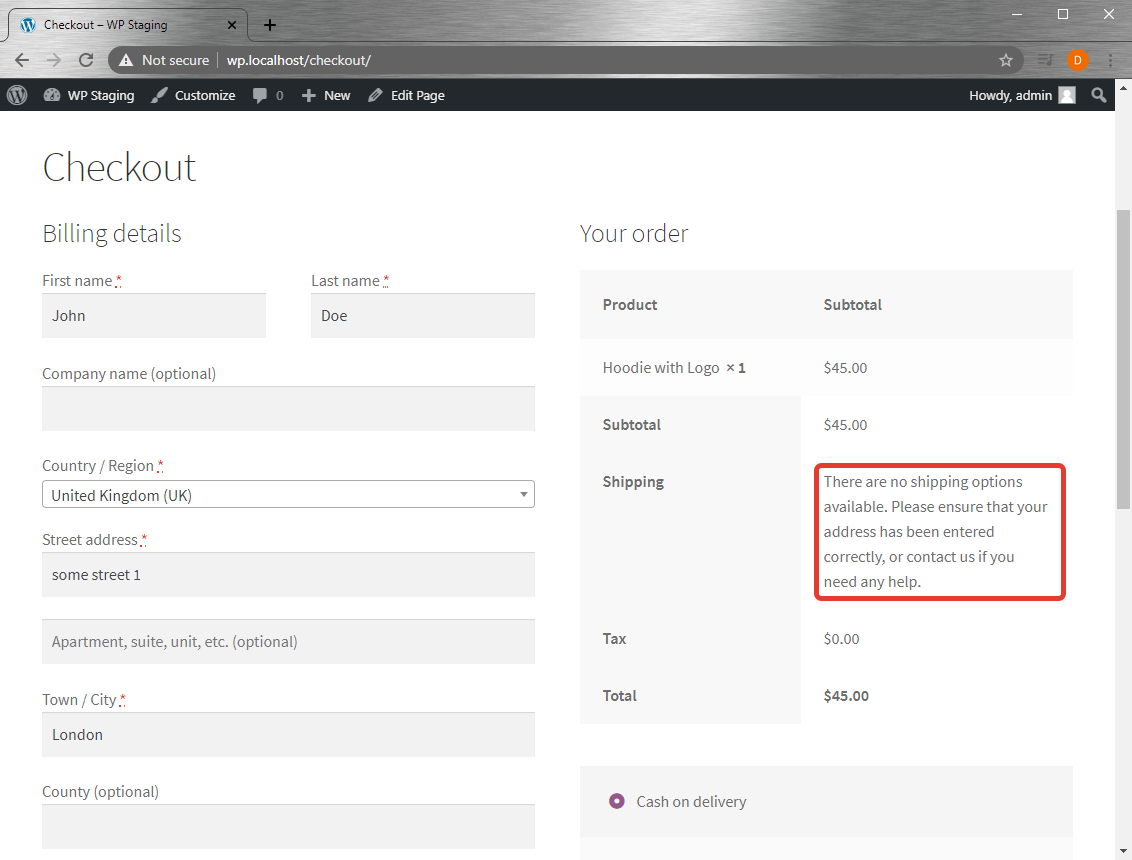 Checkout – WP Staging
Not secure
wp.localhost/checkout/
D
WP Staging
Customize
0
New
Edit Page
Howdy, admin
Checkout
Billing details
First name *
Last name *
John
Doe
Company name (optional)
Country / Region *
United Kingdom (UK)
Street address *
some street 1
Apartment, suite, unit, etc. (optional)
Town / City *
London
County (optional)
Your order
Product
Subtotal
Hoodie with Logo × 1
$45.00
Subtotal
$45.00
Shipping
There are no shipping options
available. Please ensure that your
address has been entered
correctly, or contact us if you
need any help.
Tax
$0.00
Total
$45.00
Cash on delivery